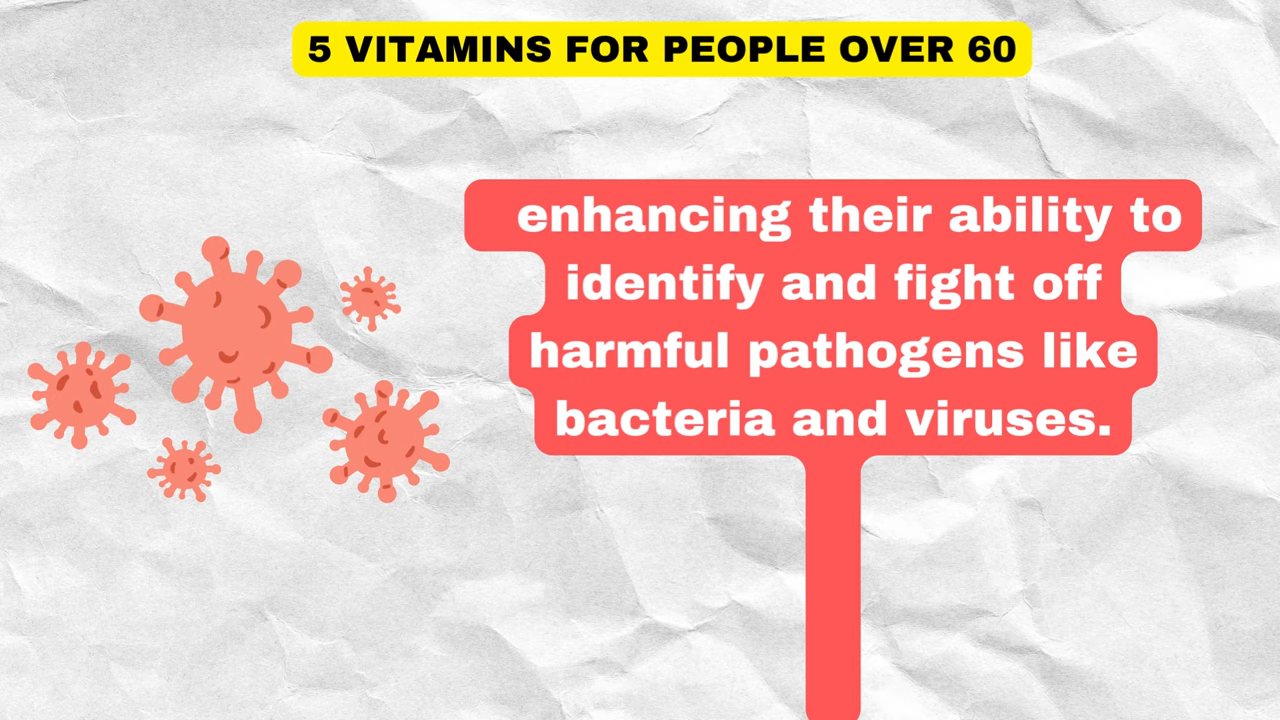 5 VITAMINS FOR PEOPLE OVER 60
enhancing their ability to
identify and fight off
harmful pathogens like
bacteria and viruses.